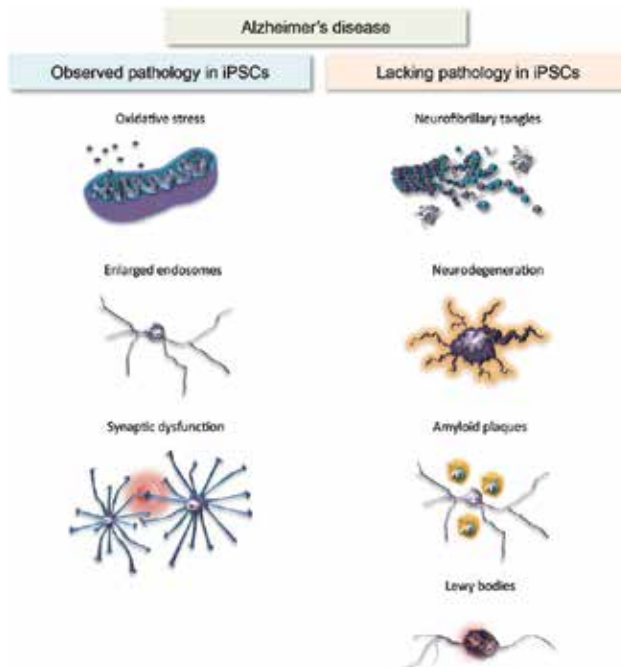 Alzheimer's disease
Observed pathology in iPSCs
Lacking pathology in iPSCs
Oxidative stress
Neurofibrillary tangles
Enlarged endosomes
Neurodegeneration
Synaptic dysfunction
Amyloid plaques
Lewy bodies